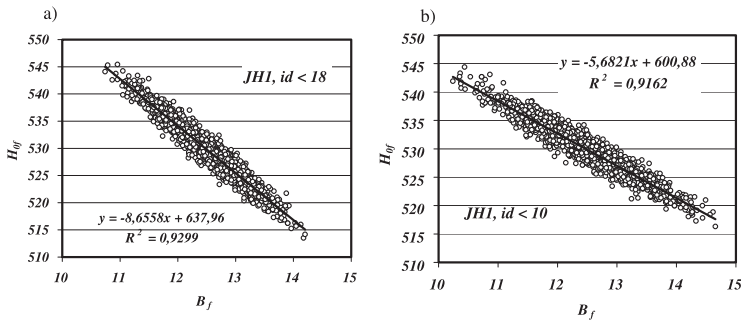 a)
550
545
540
535
530
525
520
515
510
H0f
JH1, id < 18
y = -8,6558x + 637,96
R² = 0,9299
10 11 12 13 14 15
Bf
b)
550
545
540
535
530
525
520
515
510
H0f
y = -5,6821x + 600,88
R² = 0,9162
JH1, id < 10
10 11 12 13 14 15
Bf